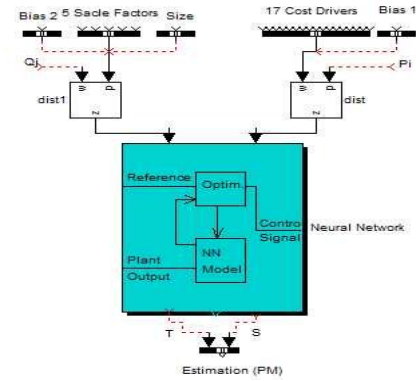 Bias 2
5 Sacle Factors
Size
17 Cost Drivers
Bias 1
Qj
Pi
w
p
w
p
dist1
dist
z
z
Reference
Optim.
Control
Signal
Neural Network
Plant
Output
NN
Model
T
S
Estimation (PM)